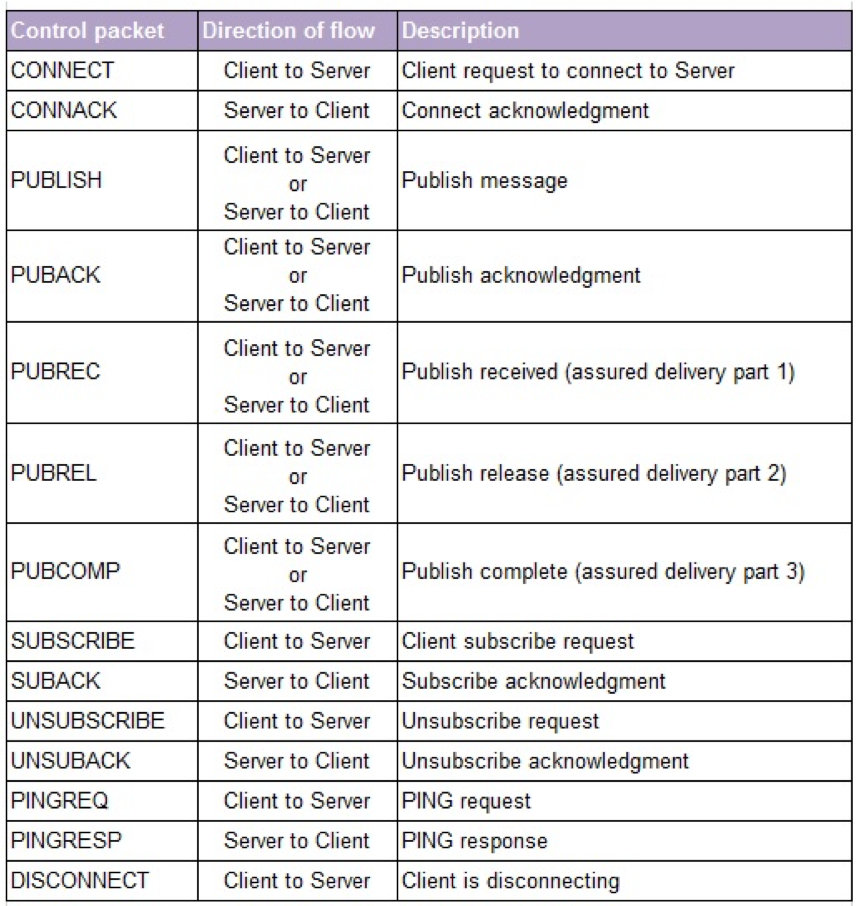 Control packet Direction of flow Description
CONNECT Client to Server Client request to connect to Server
CONNACK Server to Client Connect acknowledgment
Client to Server
PUBLISH or Publish message
Server to Client
Client to Server
PUBACK or Publish acknowledgment
Server to Client
Client to Server
PUBREC or Publish received (assured delivery part 1)
Server to Client
Client to Server
PUBREL or Publish release (assured delivery part 2)
Server to Client
Client to Server
PUBCOMP or Publish complete (assured delivery part 3)
Server to Client
SUBSCRIBE Client to Server Client subscribe request
SUBACK Server to Client Subscribe acknowledgment
UNSUBSCRIBE Client to Server Unsubscribe request
UNSUBACK Server to Client Unsubscribe acknowledgment
PINGREQ Client to Server PING request
PINGRESP Server to Client PING response
DISCONNECT Client to Server Client is disconnecting